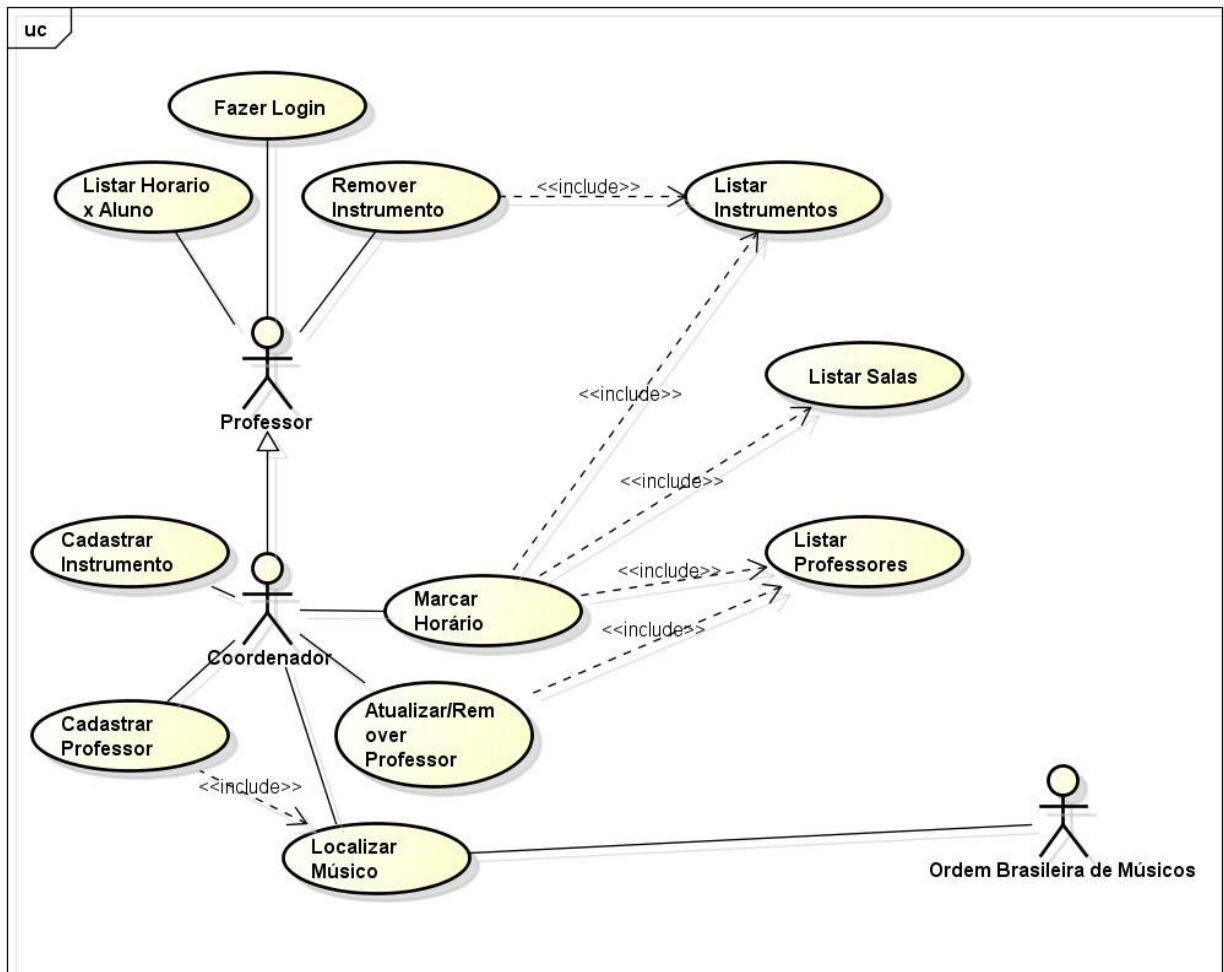 uc
Fazer Login
Listar Horario
x Aluno
Remover
Instrumento
<<include>>
Listar
Instrumentos
Professor
<<include>>
Listar Salas
<<include>>
Cadastrar
Instrumento
Listar
Professores
<<include>>
Marcar
Horário
<<include>>
Coordenador
Cadastrar
Professor
Atualizar/Rem
over
Professor
<<include>>
Localizar
Músico
Ordem Brasileira de Músicos